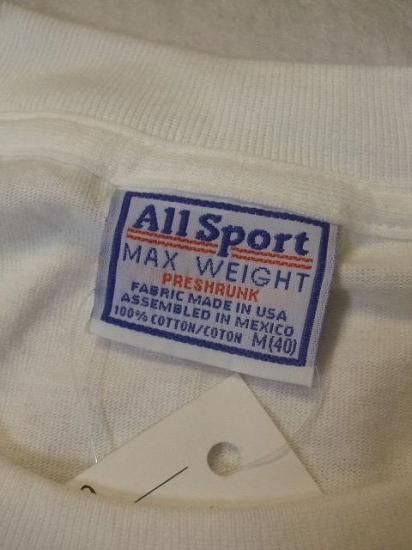 All Sport
MAX WEIGHT
PRESHRUNK
FABRIC MADE IN USA
ASSEMBLED IN MEXICO
100% COTTON/COTON M(40)